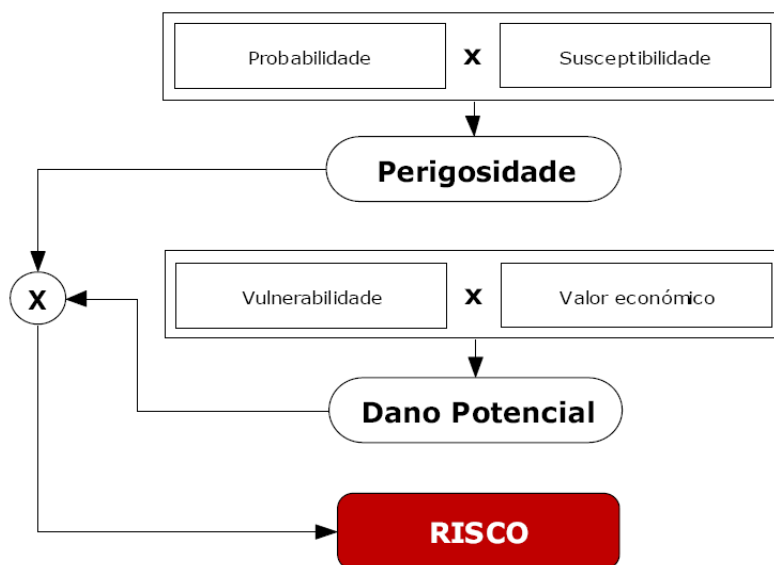 Probabilidade x Susceptibilidade
Perigosidade
X
Vulnerabilidade x Valor económico
Dano Potencial
RISCO